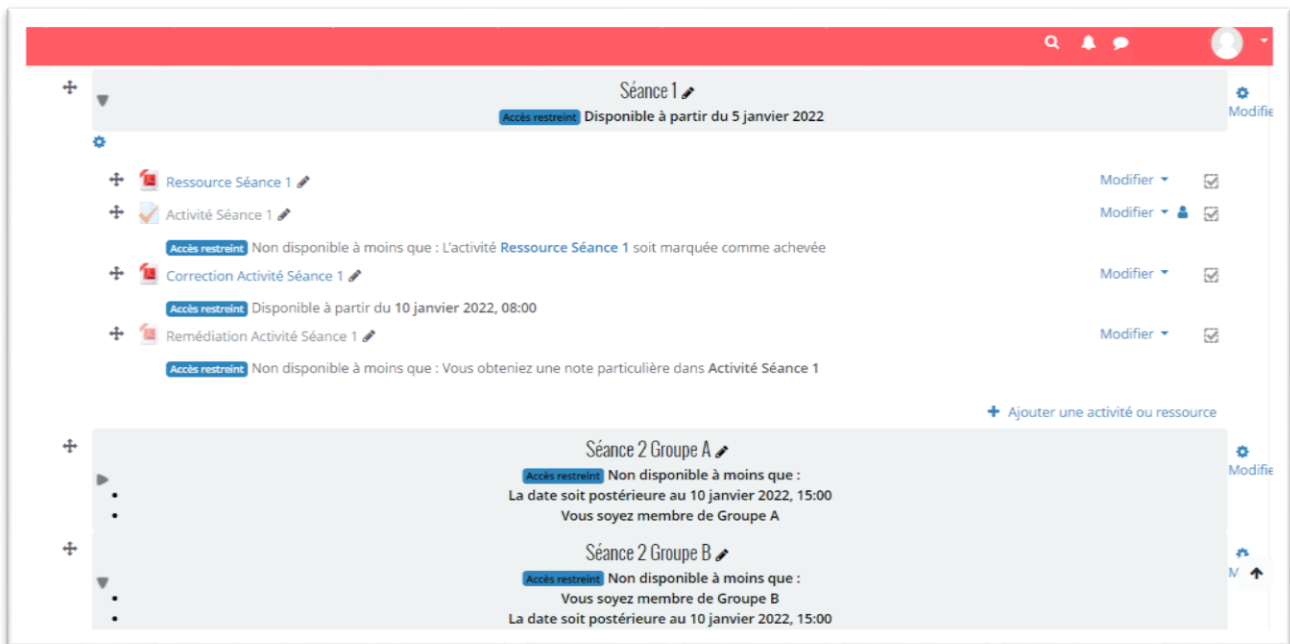 Séance 1
Modifie
Accès restreint Disponible à partir du 5 janvier 2022
Ressource Séance 1
Modifier
Activité Séance 1
Modifier
Accès restreint Non disponible à moins que : L'activité Ressource Séance 1 soit marquée comme achevée
Correction Activité Séance 1
Modifier
Accès restreint Disponible à partir du 10 janvier 2022, 08:00
Remédiation Activité Séance 1
Modifier
Accès restreint Non disponible à moins que : Vous obteniez une note particulière dans Activité Séance 1
+ Ajouter une activité ou ressource
Séance 2 Groupe A
Modifie
Accès restreint Non disponible à moins que :
• La date soit postérieure au 10 janvier 2022, 15:00
• Vous soyez membre de Groupe A
Séance 2 Groupe B
M
Accès restreint Non disponible à moins que :
• Vous soyez membre de Groupe B
• La date soit postérieure au 10 janvier 2022, 15:00